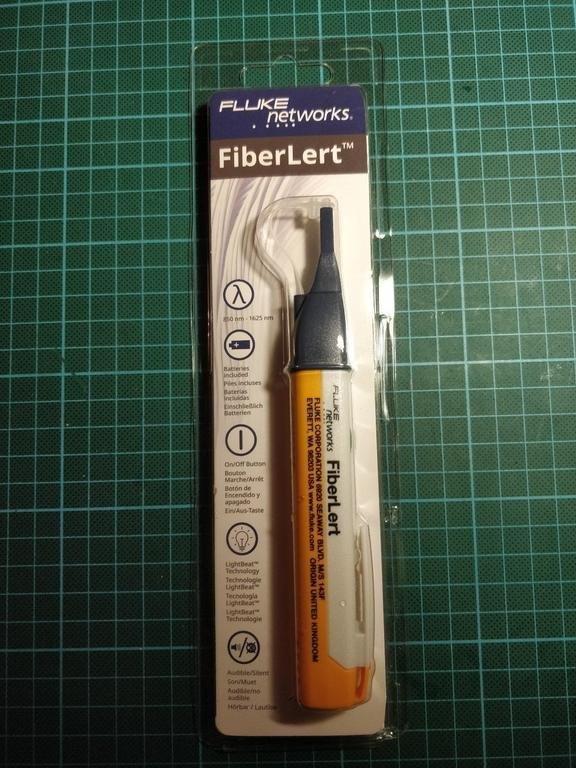 FLUKE
networks®
FiberLert™
850 nm - 1625 nm
Batteries
included
Piles incluses
Baterías
incluidas
Einschließlich
Batterien
On/Off Button
Bouton
Marche/Arrêt
Botón de
Encendido y
apagado
Ein/Aus-Taste
LightBeat™
Technology
Technologie
LightBeat™
Tecnología
LightBeat™
LightBeat™
Technologie
Audible/Silent
Son/Muet
Audible/no
audible
Hörbar / Lautlos
FLUKE
networks
FiberLert
FLUKE CORPORATION 6920 SEAWAY BLVD. M/S 143F
EVERETT, WA 98203 USA www.fluke.com ORIGIN UNITED KINGDOM